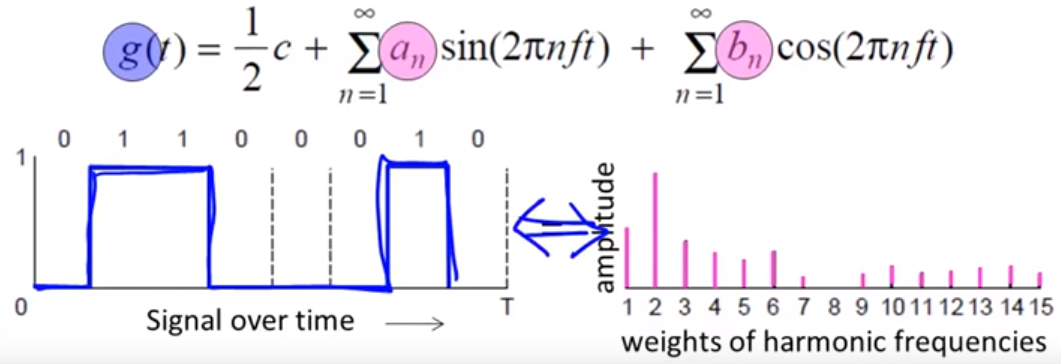 g(t) = 1/2 c + ∞∑n=1 aₙ sin(2πnft) + ∞∑n=1 bₙ cos(2πnft)
0 1 1 0 0 0 1 0
1
0
T
Signal over time
amplitude
1 2 3 4 5 6 7 8 9 10 11 12 13 14 15
weights of harmonic frequencies